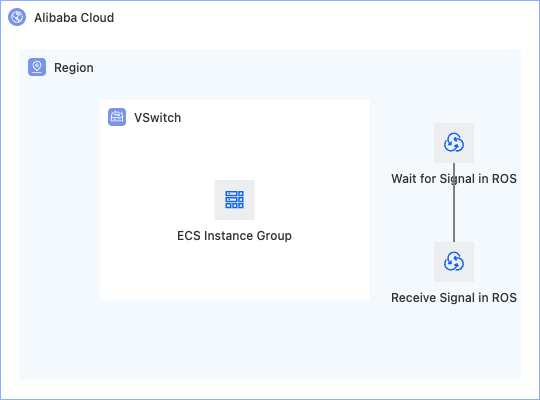 Alibaba Cloud
Region
VSwitch
ECS Instance Group
Wait for Signal in ROS
Receive Signal in ROS